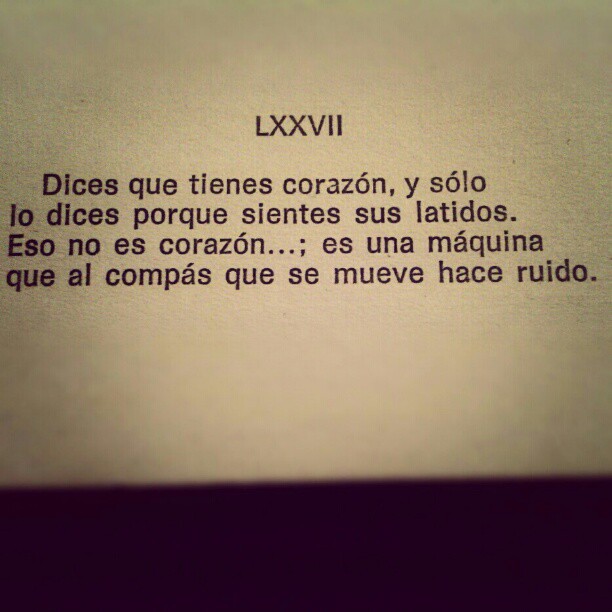 LXXVII
Dices que tienes corazón, y sólo
lo dices porque sientes sus latidos.
Eso no es corazón...; es una máquina
que al compás que se mueve hace ruido.